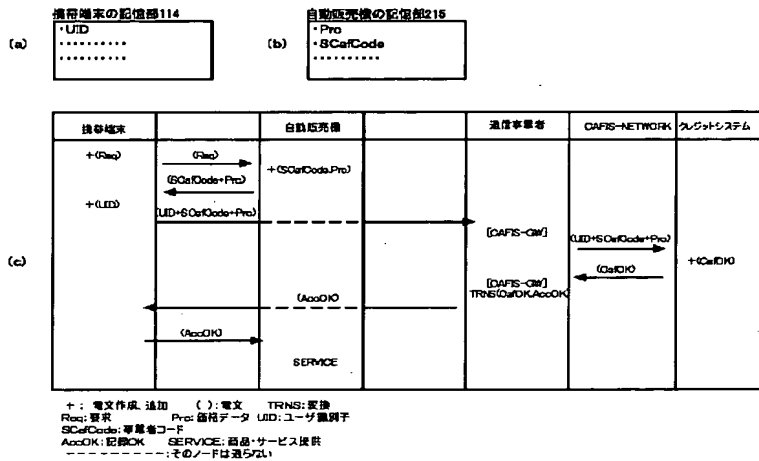 携帯端末の記憶部114
自動販売機の記憶部215
(a)
・UID
・・・・・・・・・・
・・・・・・・・・・
(b)
・Pro
・SCafCode
・・・・・・・・・・
携帯端末
自動販売機
通信事業者
CAFIS-NETWORK
クレジットシステム
+(Req)
(Req)
+(SCafCode.Pro)
(SCafCode+Pro)
+(UID)
(UID+SCafCode+Pro)
[CAFIS-GW]
(UID+SCafCode+Pro)
(c)
(CafOK)
+(CafOK)
[CAFIS-GW]
TRNS(CafOK,AccOK)
(AccOK)
(AccOK)
SERVICE
+ : 電文作成、追加 ( ):電文 TRNS:変換
Req:要求 Pro:価格データ UID:ユーザ識別子
SCafCode:事業者コード
AccOK:記録OK SERVICE:商品・サービス提供
----------:そのノードは通らない